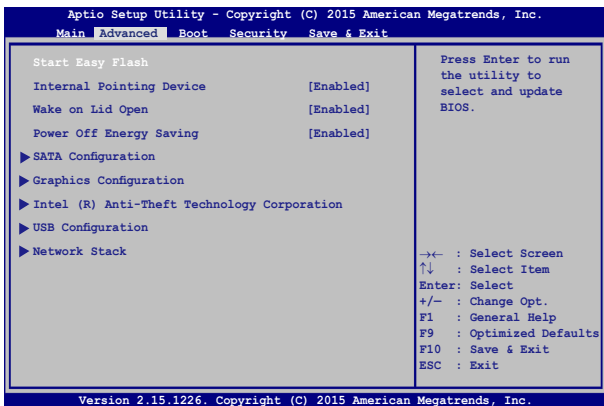 Aptio Setup Utility - Copyright (C) 2015 American Megatrends, Inc.
Main Advanced Boot Security Save & Exit
Start Easy Flash
Internal Pointing Device [Enabled]
Wake on Lid Open [Enabled]
Power Off Energy Saving [Enabled]
SATA Configuration
Graphics Configuration
Intel (R) Anti-Theft Technology Corporation
USB Configuration
Network Stack
Press Enter to run
the utility to
select and update
BIOS.
→← : Select Screen
↑↓ : Select Item
Enter: Select
+/— : Change Opt.
F1 : General Help
F9 : Optimized Defaults
F10 : Save & Exit
ESC : Exit
Version 2.15.1226. Copyright (C) 2015 American Megatrends, Inc.